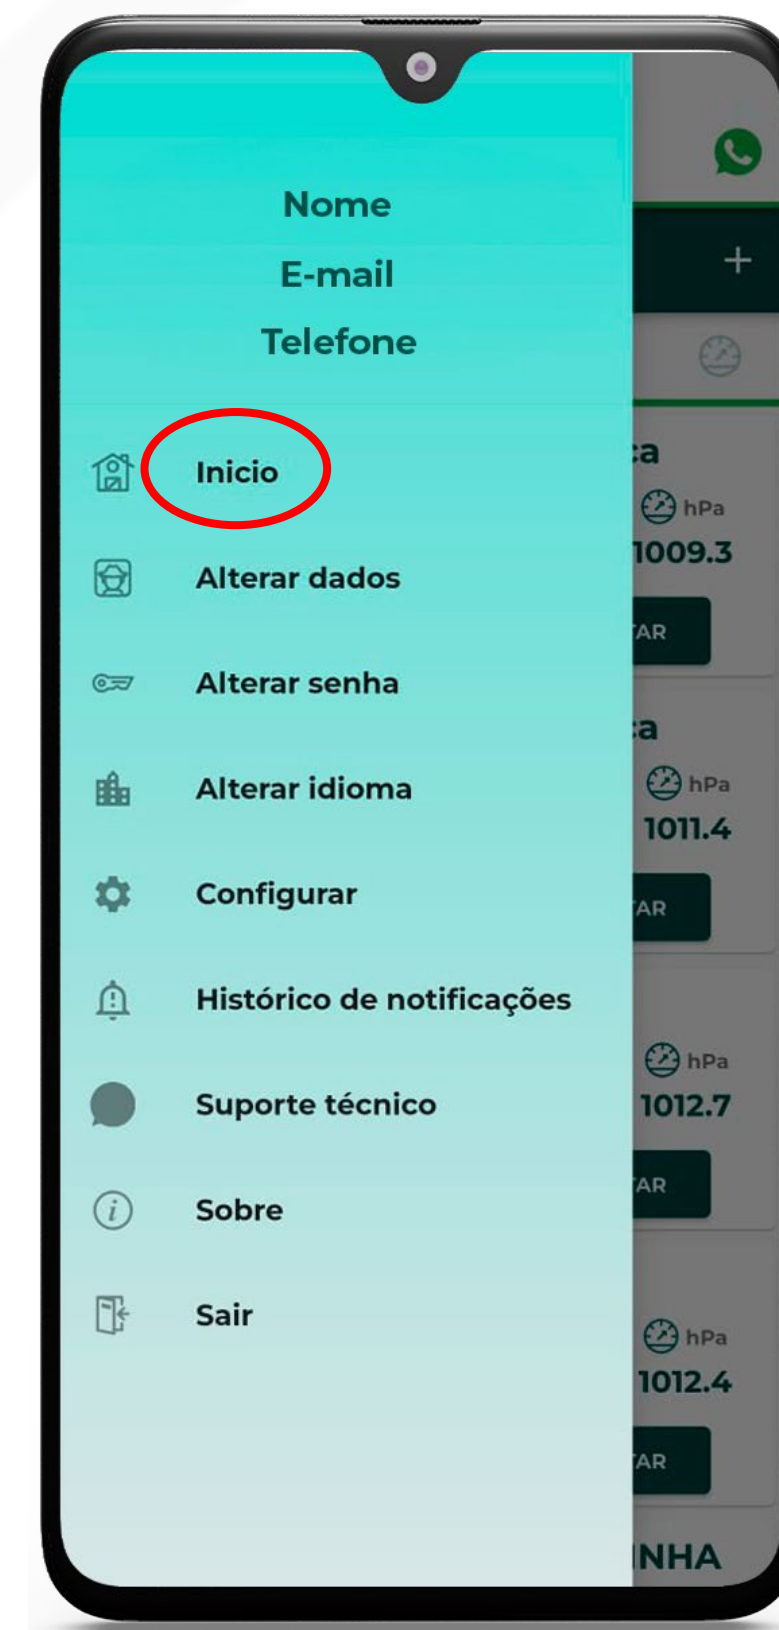 Nome
E-mail
Telefone
Inicio
Alterar dados
Alterar senha
Alterar idioma
Configurar
Histórico de notificações
Suporte técnico
Sobre
Sair
+
hPa
1009.3
hPa
1011.4
hPa
1012.7
hPa
1012.4